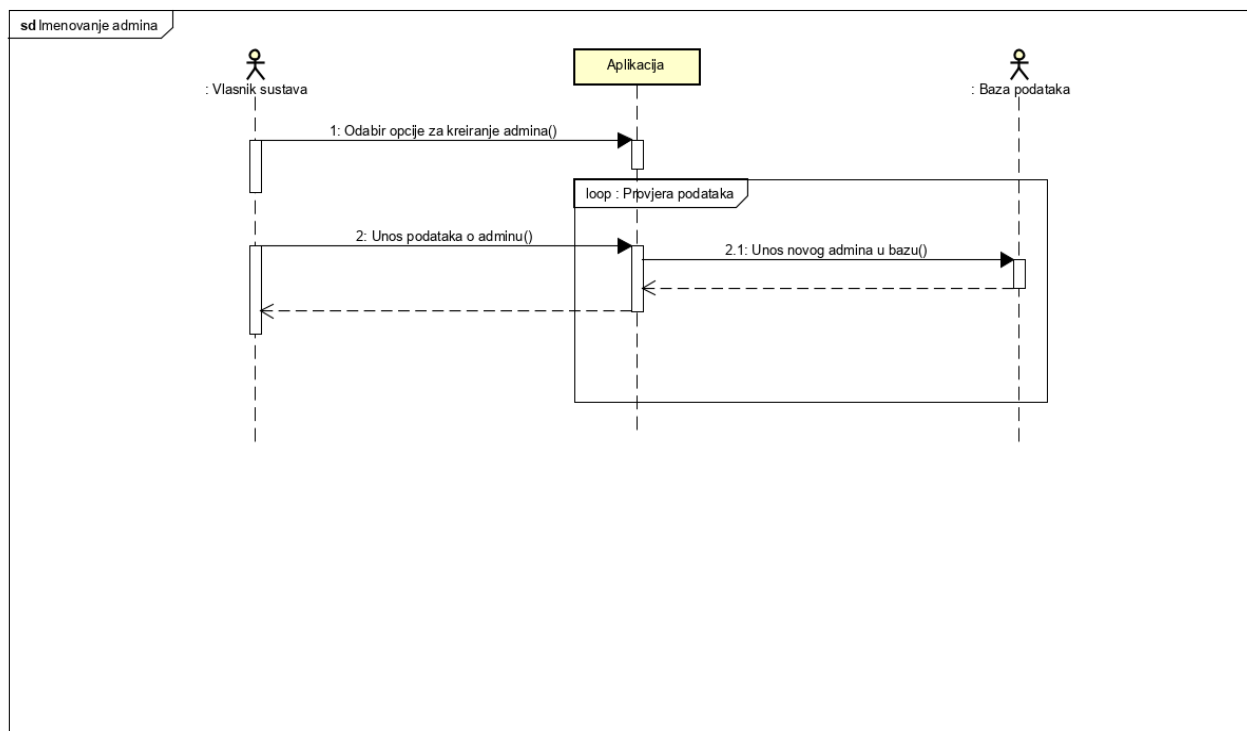 sd Imenovanje admina
: Vlasnik sustava
Aplikacija
: Baza podataka
1: Odabir opcije za kreiranje admina()
loop : Provjera podataka
2: Unos podataka o adminu()
2.1: Unos novog admina u bazu()